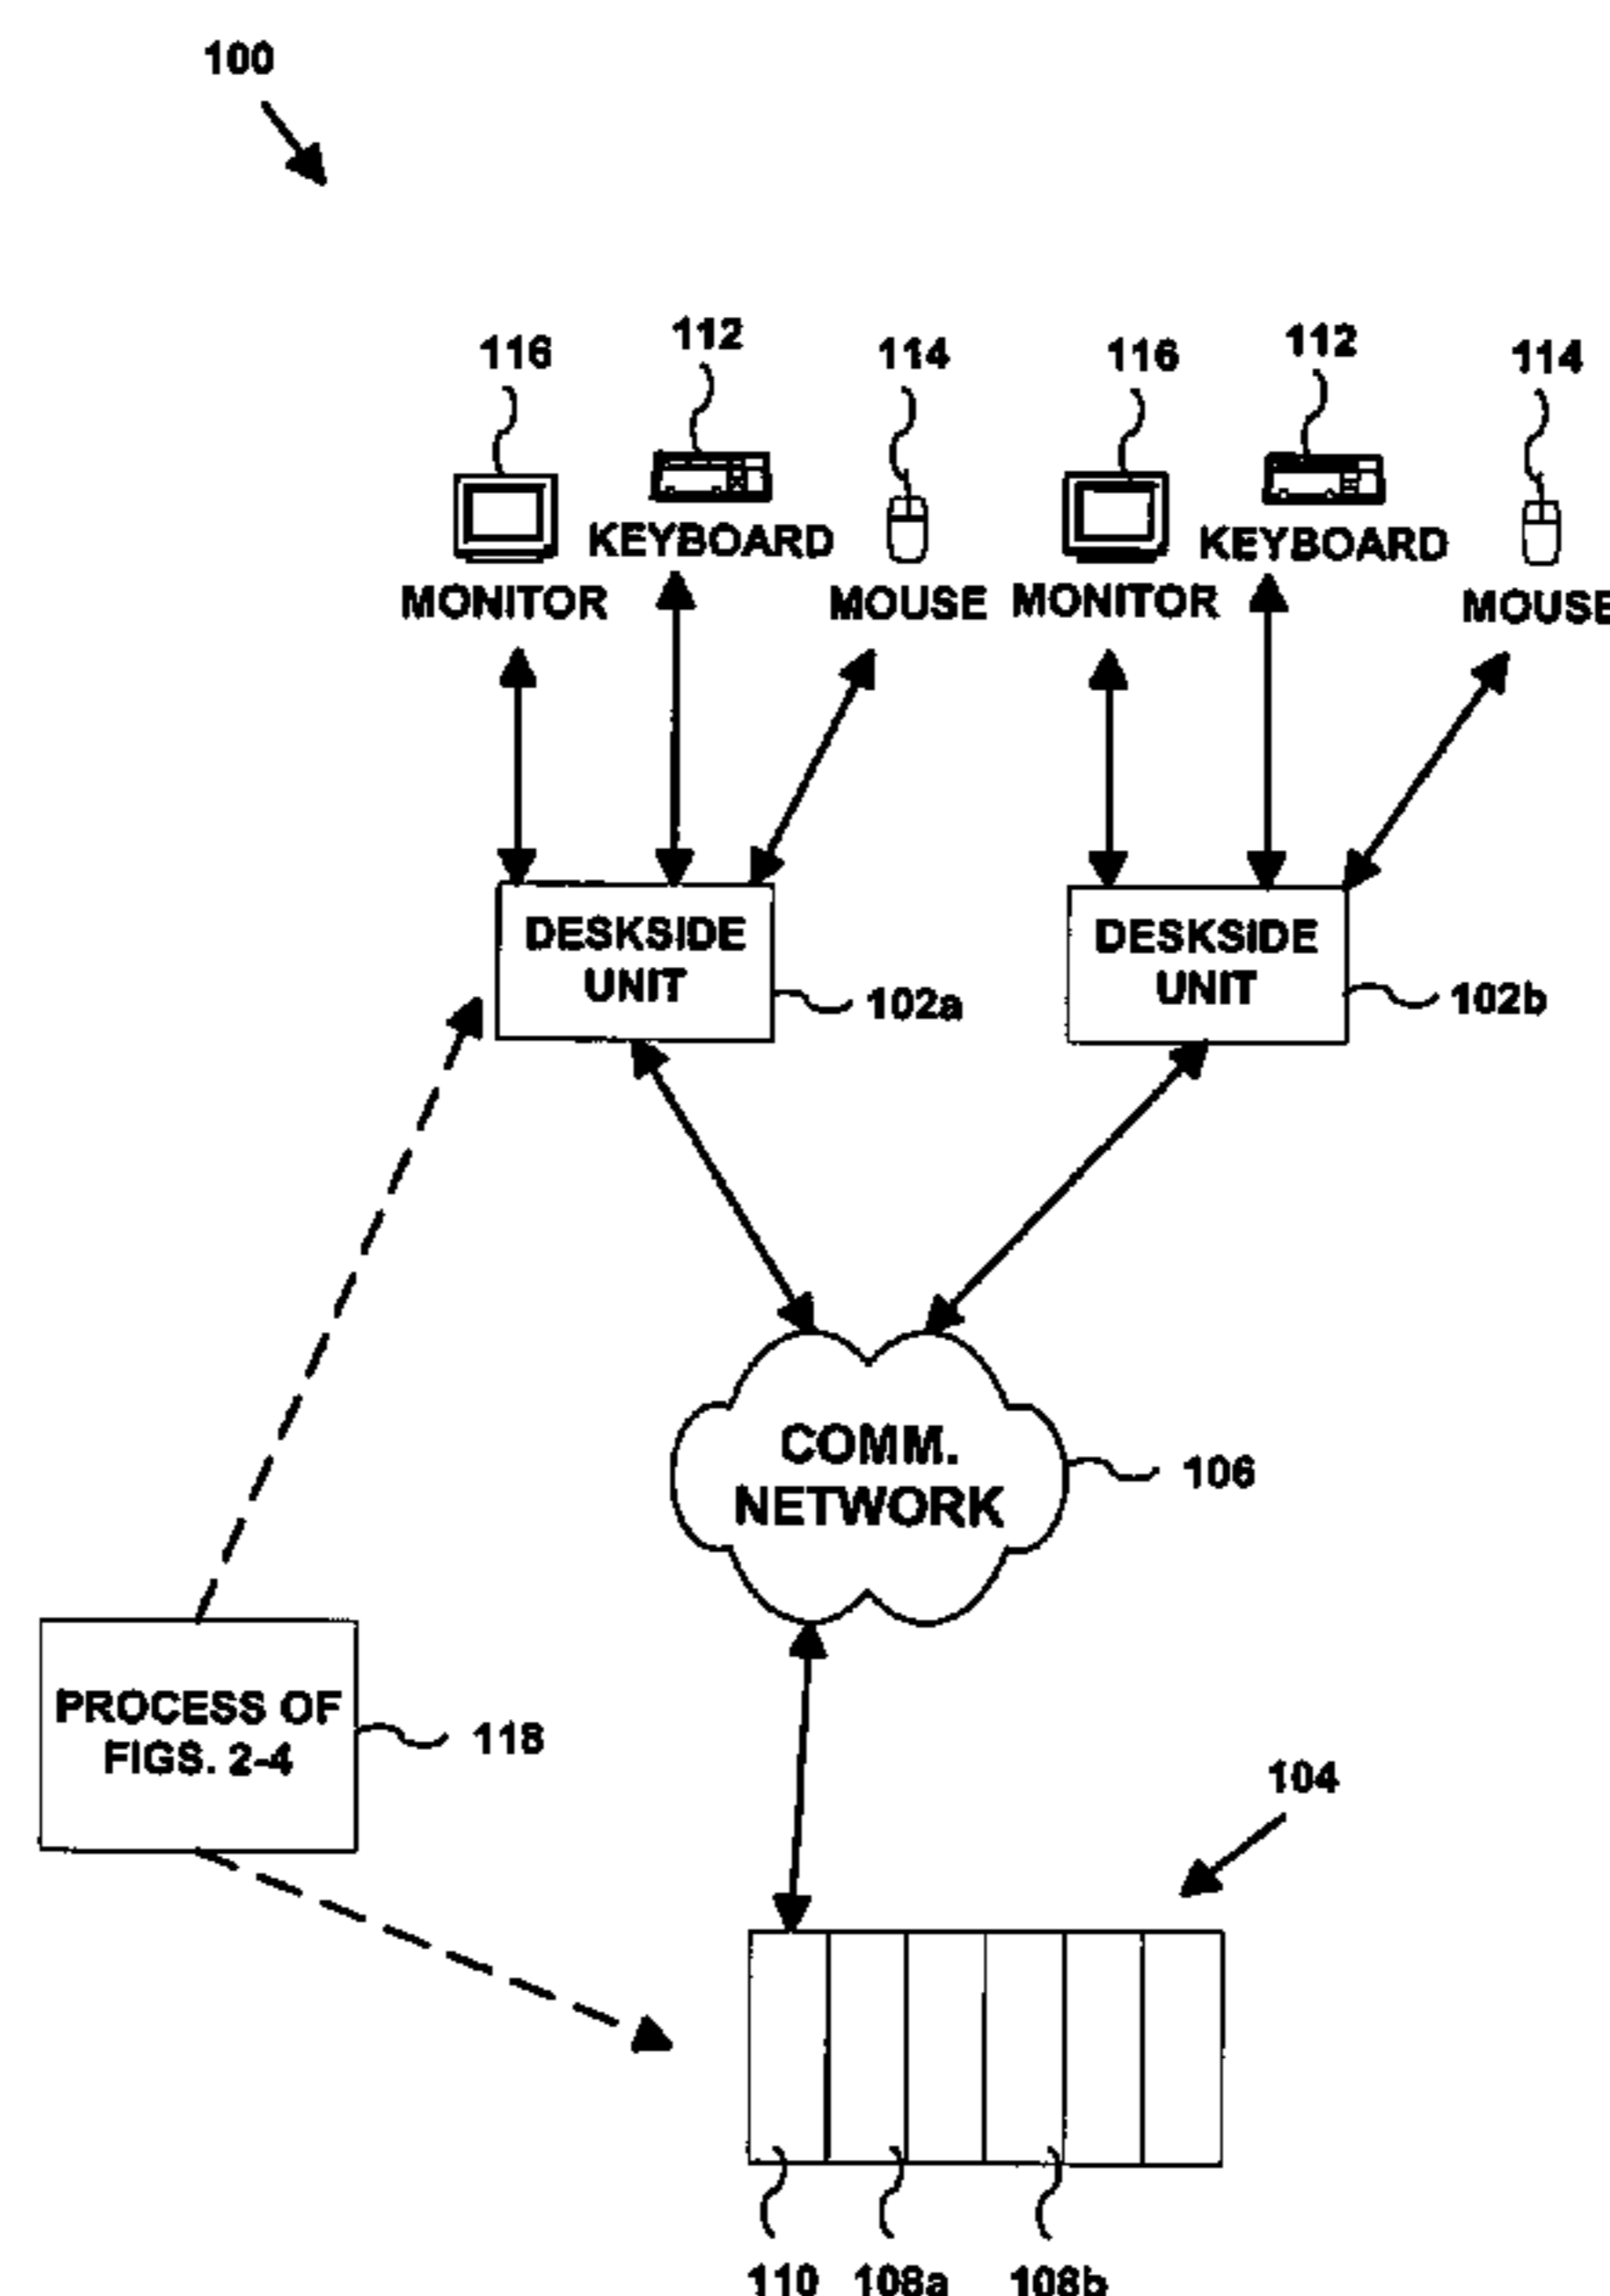 100
116 112 114 116 112 114
KEYBOARD KEYBOARD
MONITOR MOUSE MONITOR MOUSE
DESKSIDE
UNIT
102a
DESKSIDE
UNIT
102b
COMM.
NETWORK
106
PROCESS OF
FIGS. 2-4
118
104
110 108a 108b